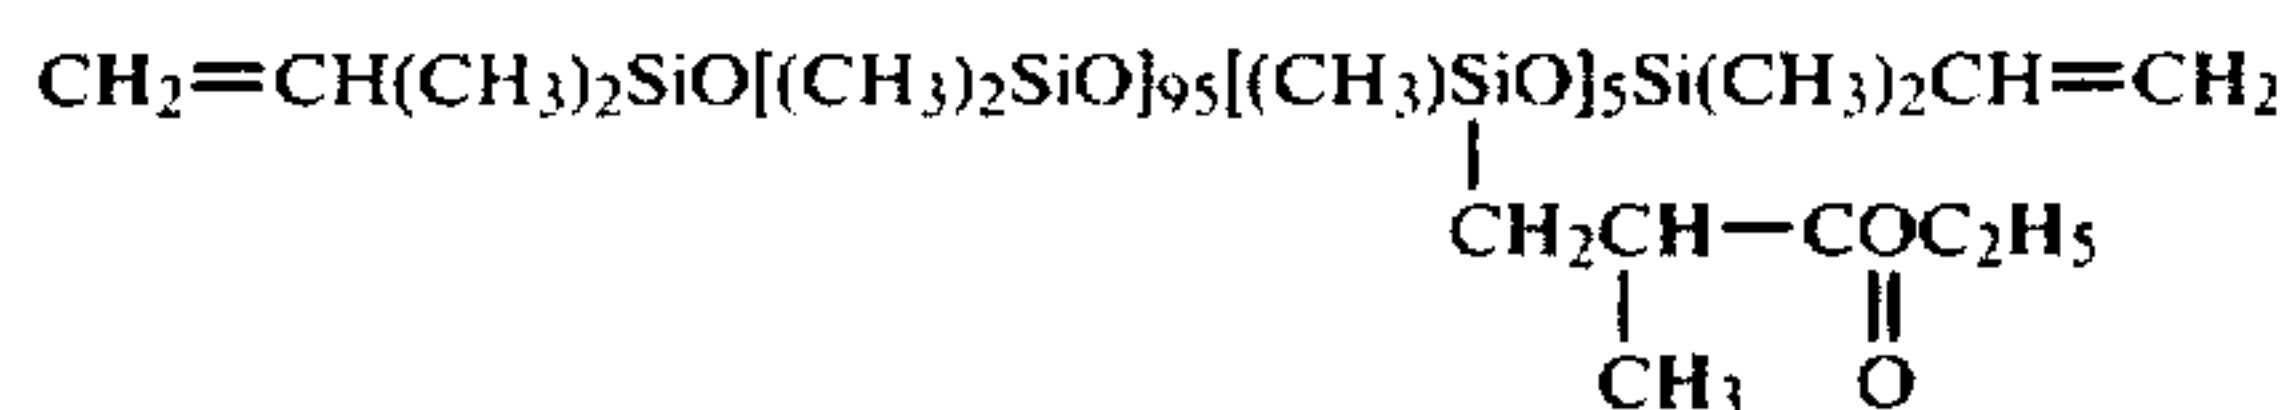 CH₂=CH(CH₃)₂SiO[(CH₃)₂SiO]₉₅[(CH₃)SiO]₅Si(CH₃)₂CH=CH₂
CH₂CH—COC₂H₅
CH₃ O